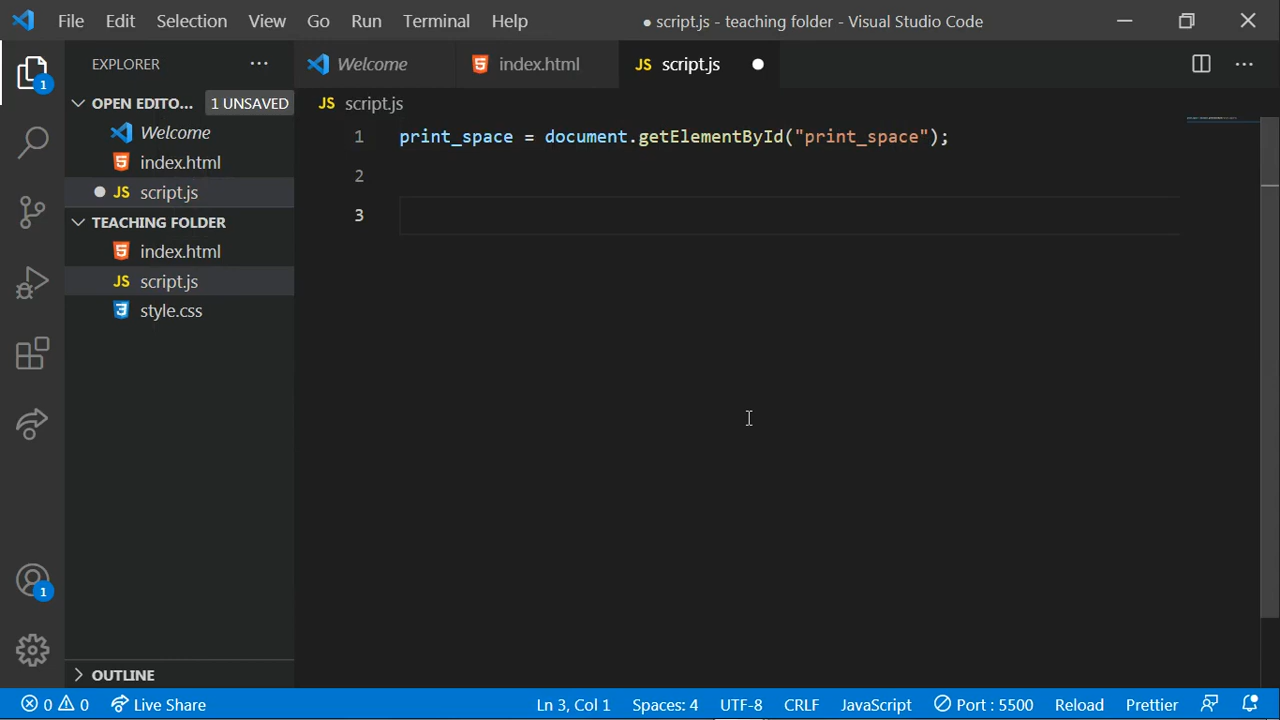 File Edit Selection View Go Run Terminal Help ● script.js - teaching folder - Visual Studio Code
EXPLORER ···
Welcome index.html JS script.js ●
OPEN EDITO... 1 UNSAVED
JS script.js
Welcome
index.html
● JS script.js
TEACHING FOLDER
index.html
JS script.js
style.css
1 print_space = document.getElementById("print_space");
2
3
1
1
OUTLINE
0 0 Live Share Ln 3, Col 1 Spaces: 4 UTF-8 CRLF JavaScript Port : 5500 Reload Prettier